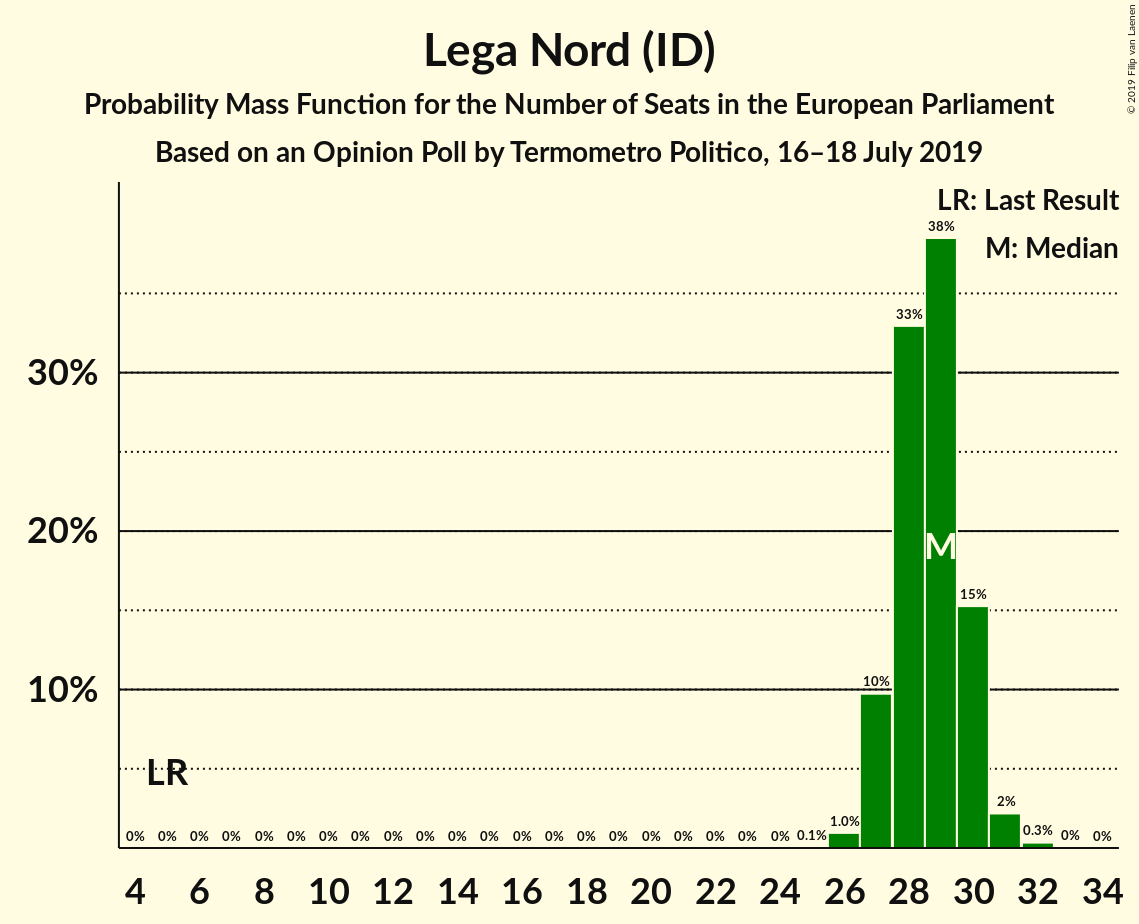 Lega Nord (ID)
Probability Mass Function for the Number of Seats in the European Parliament
Based on an Opinion Poll by Termometro Politico, 16–18 July 2019
© 2019 Filip van Laenen
LR: Last Result
M: Median
38%
33%
30%
20%
M
15%
10%
10%
LR
2%
0% 0% 0% 0% 0% 0% 0% 0% 0% 0% 0% 0% 0% 0% 0% 0% 0% 0% 0% 0% 0% 0.1% 1.0% 0.3% 0% 0%
4 6 8 10 12 14 16 18 20 22 24 26 28 30 32 34